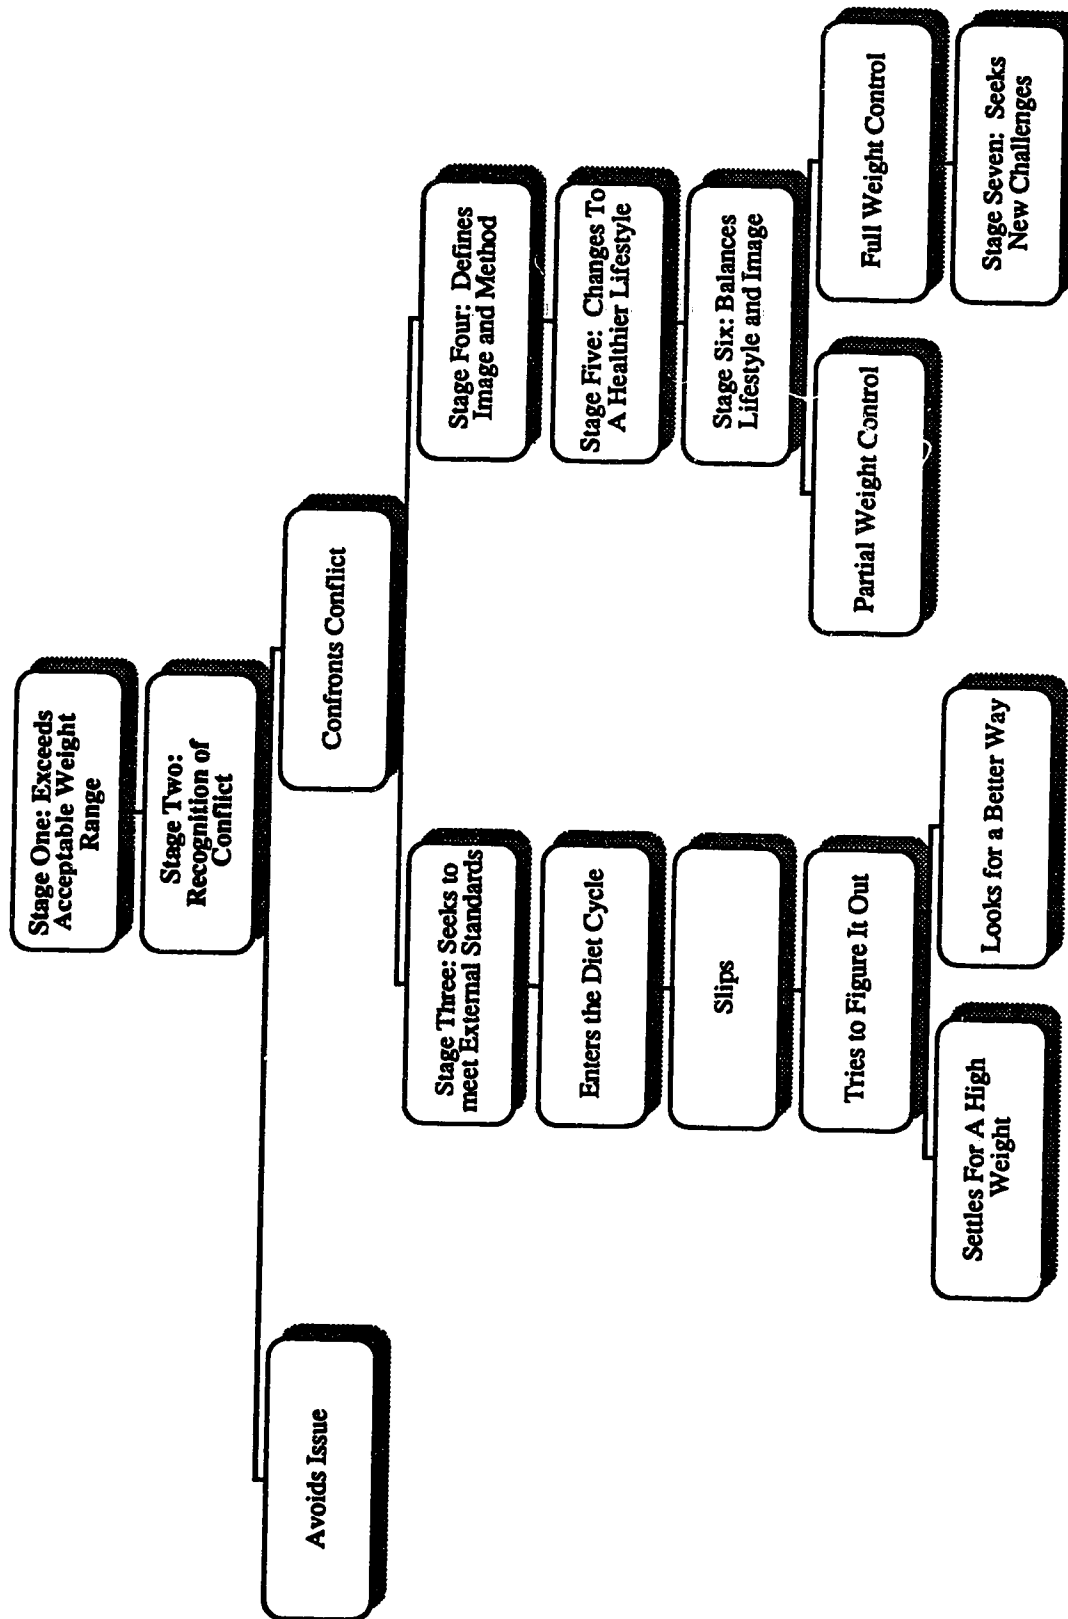 Stage One: Exceeds
Acceptable Weight
Range
Stage Two:
Recognition of
Conflict
Avoids Issue
Confronts Conflict
Stage Three: Seeks to
meet External Standards
Enters the Diet Cycle
Slips
Tries to Figure It Out
Settles For A High
Weight
Looks for a Better Way
Stage Four: Defines
Image and Method
Stage Five: Changes To
A Healthier Lifestyle
Stage Six: Balances
Lifestyle and Image
Partial Weight Control
Full Weight Control
Stage Seven: Seeks
New Challenges